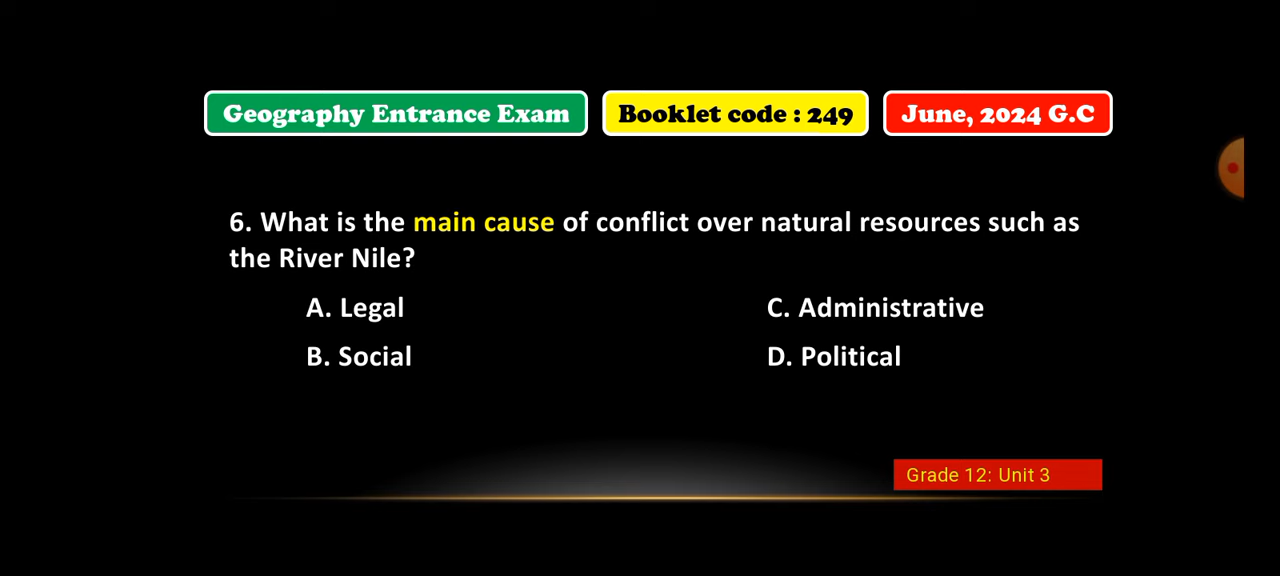 Geography Entrance Exam Booklet code : 249 June, 2024 G.C
6. What is the main cause of conflict over natural resources such as
the River Nile?
A. Legal C. Administrative
B. Social D. Political
Grade 12: Unit 3